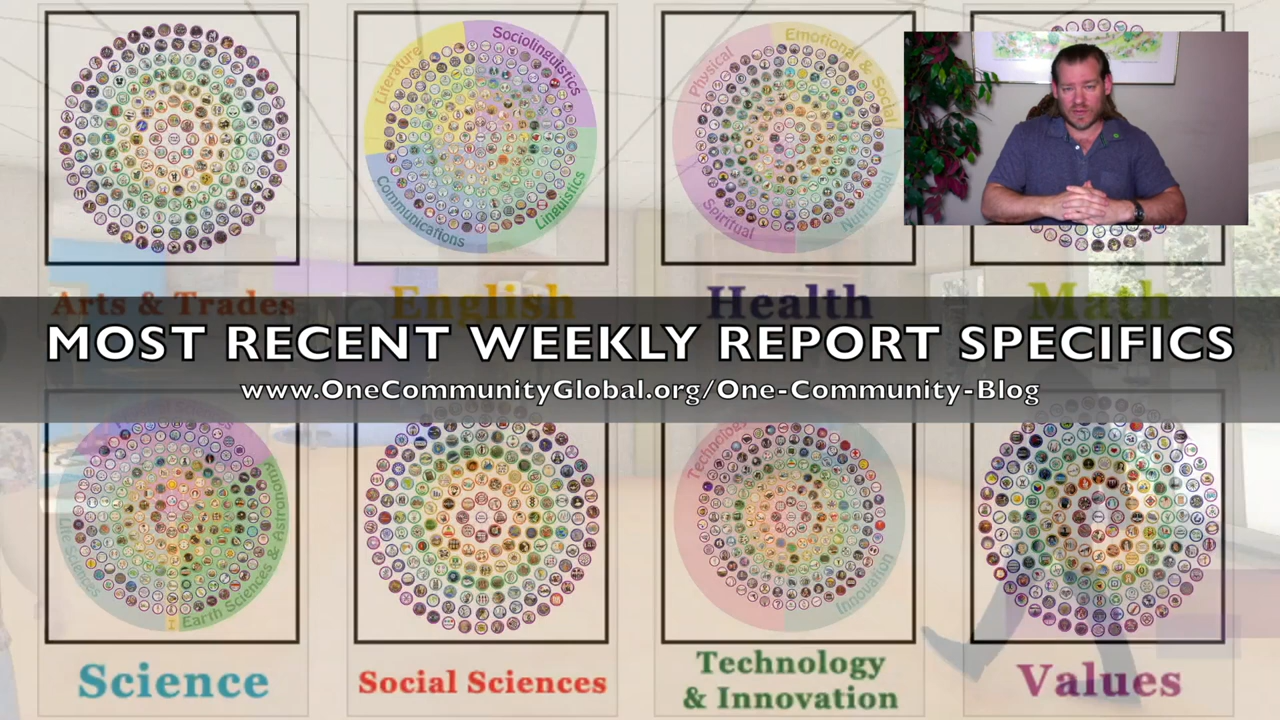 Literature
Sociolinguistics
Communications
Linguistics
Physical
Emotional & Social
Spiritual
Nutritional
Arts & Trades
English
Health
Math
MOST RECENT WEEKLY REPORT SPECIFICS
www.OneCommunityGlobal.org/One-Community-Blog
Life Sciences
Earth Sciences & Astronomy
Technology
Innovation
Science
Social Sciences
Technology
& Innovation
Values